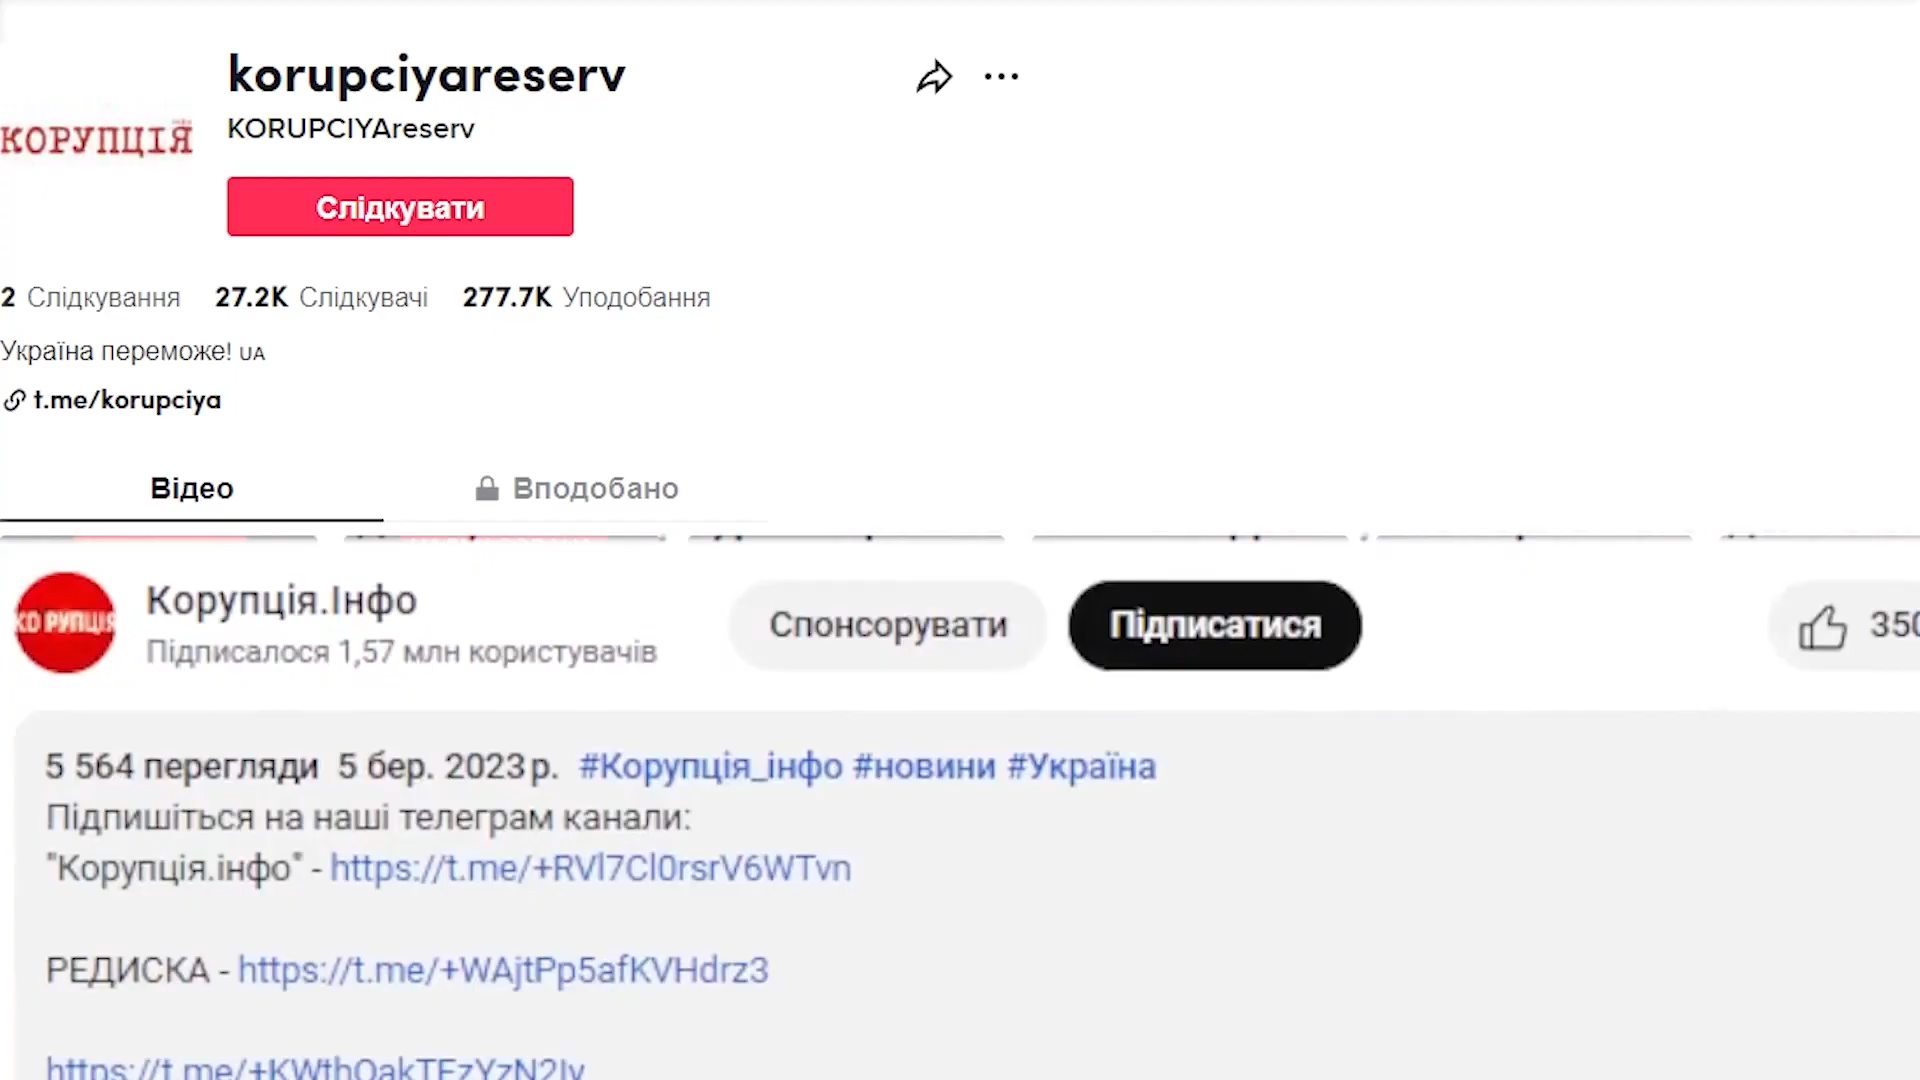 korupciyareserv
KORUPCIYAreserv
КОРУПЦІЯ
Слідкувати
2 Слідкування 27.2K Слідкувачі 277.7K Уподобання
Україна переможе! UA
t.me/korupciya
Відео Вподобано
КОРУПЦІЯ
Корупція.Інфо
Підписалося 1,57 млн користувачів
Спонсорувати Підписатися 350
5 564 перегляди 5 бер. 2023 р. #Корупція_інфо #новини #Україна
Підпишіться на наші телеграм канали:
"Корупція.інфо" - https://t.me/+RVl7Cl0rsrV6WTvn
РЕДИСКА - https://t.me/+WAjtPp5afKVHdrz3
https://t.me/+KWthOakTFzYzN2Iy